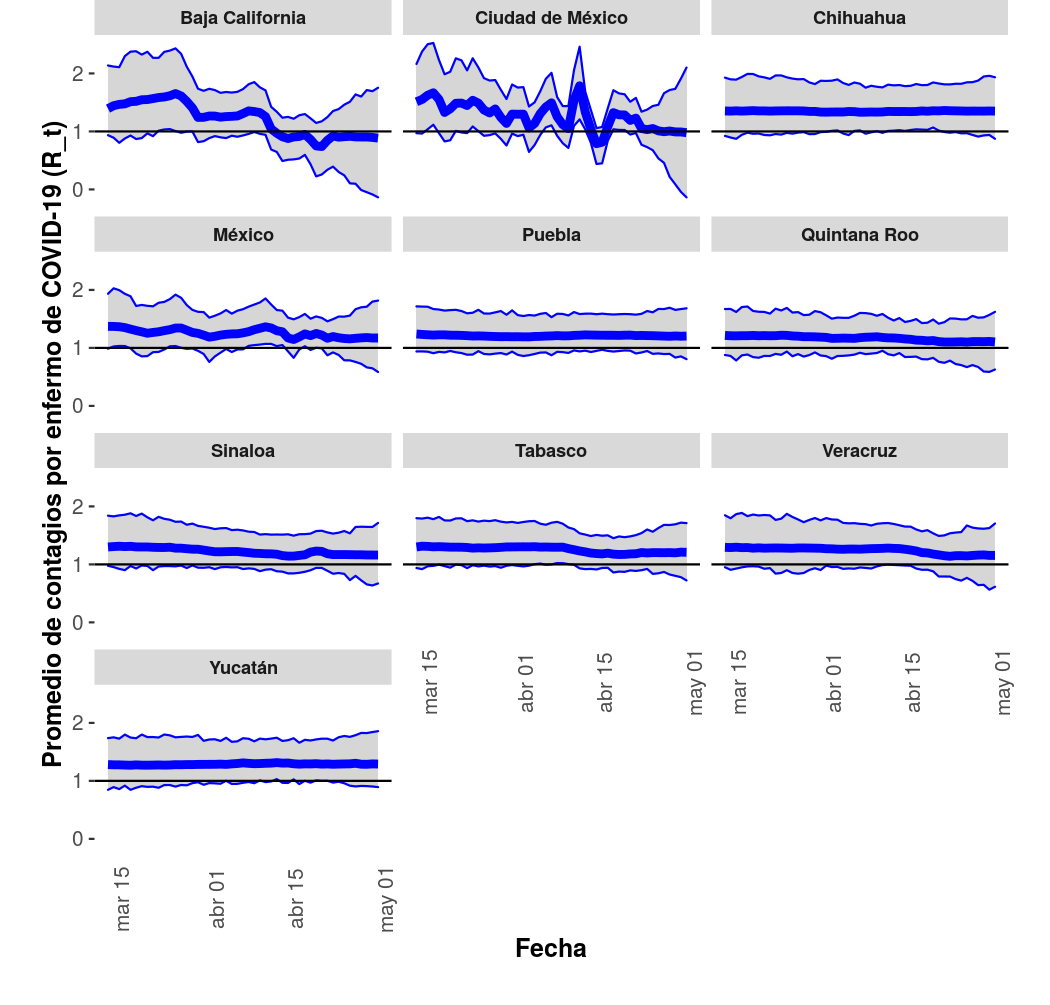 Baja California
Ciudad de México
Chihuahua
2
1
0
México
Puebla
Quintana Roo
2
1
0
Sinaloa
Tabasco
Veracruz
2
1
0
Yucatán
mar 15
abr 01
abr 15
may 01
mar 15
abr 01
abr 15
may 01
2
1
0
mar 15
abr 01
abr 15
may 01
Promedio de contagios por enfermo de COVID-19 (R_t)
Fecha